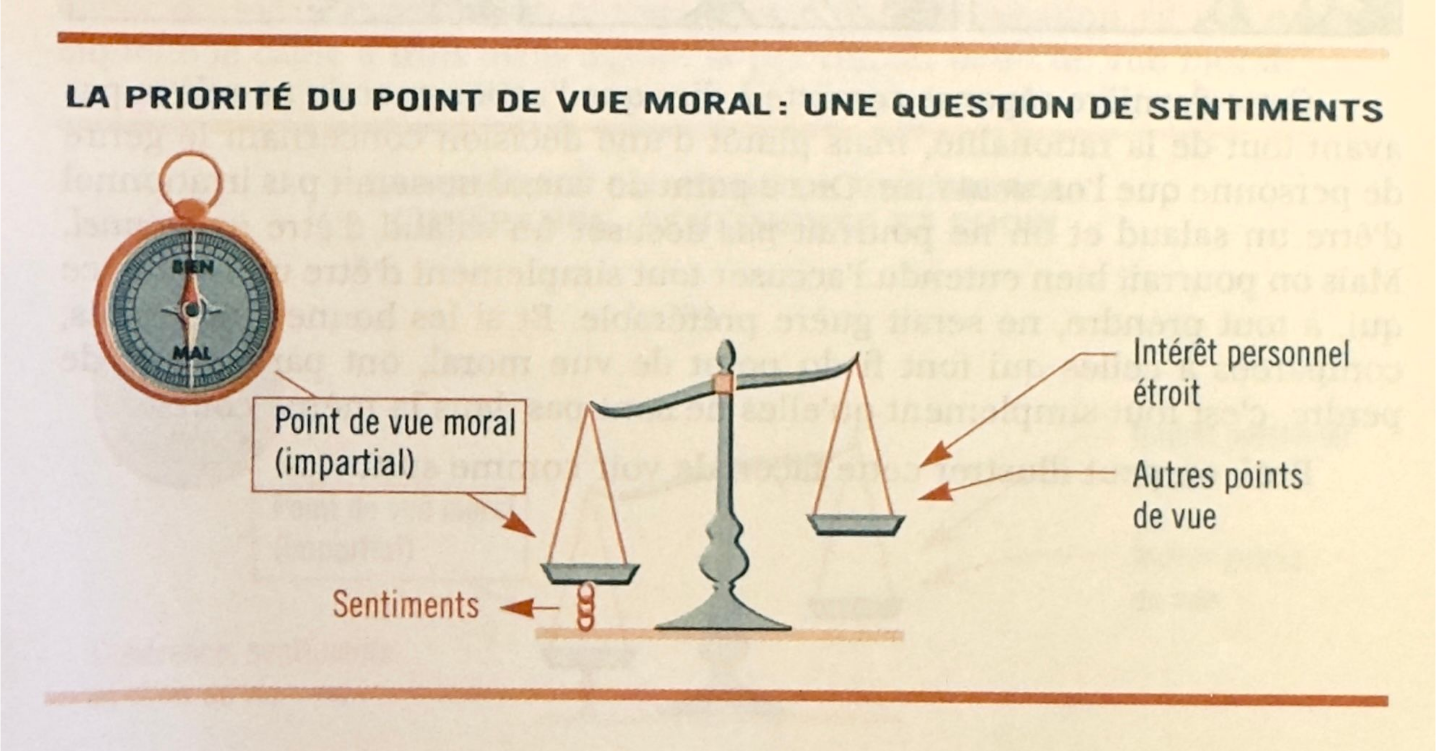 LA PRIORITÉ DU POINT DE VUE MORAL : UNE QUESTION DE SENTIMENTS
BIEN
MAL
Point de vue moral
(impartial)
Sentiments
Intérêt personnel
étroit
Autres points
de vue